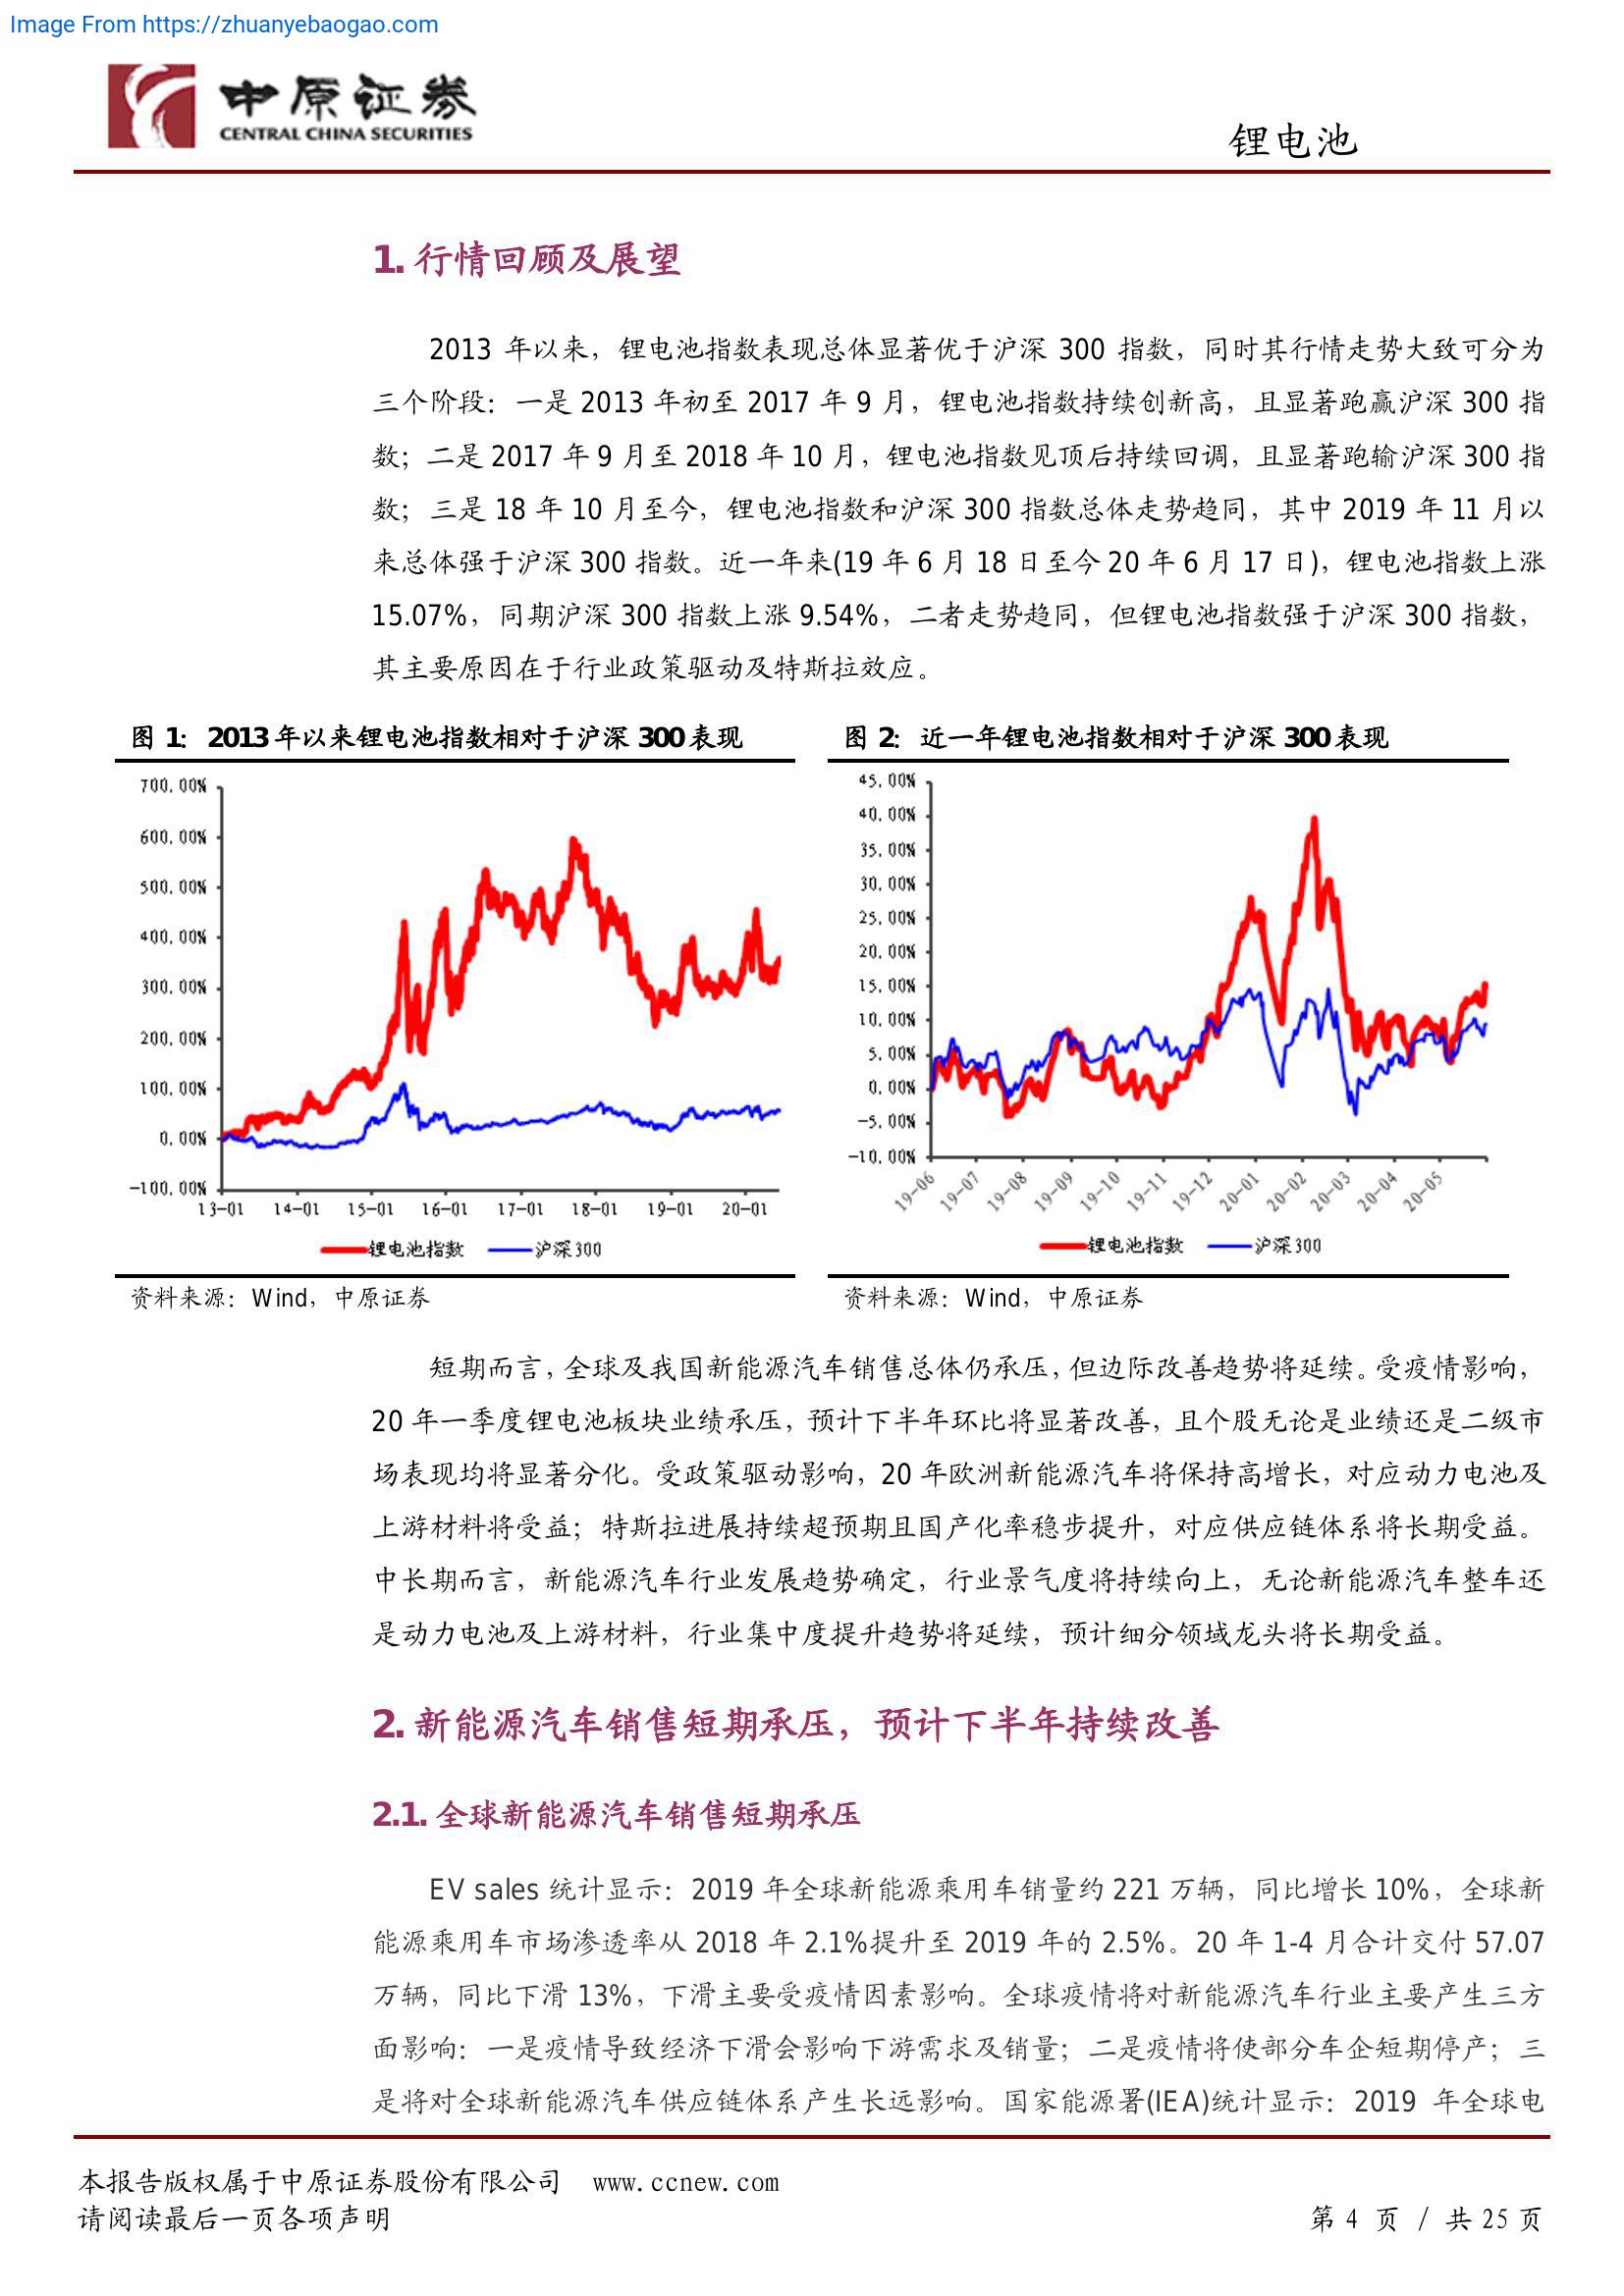 Image From https://zhuanyebaogao.com
中原证券
CENTRAL CHINA SECURITIES
锂电池
1. 行情回顾及展望
2013 年以来，锂电池指数表现总体显著优于沪深 300 指数，同时其行情走势大致可分为
三个阶段：一是 2013 年初至 2017 年 9 月，锂电池指数持续创新高，且显著跑赢沪深 300 指
数；二是 2017 年 9 月至 2018 年 10 月，锂电池指数见顶后持续回调，且显著跑输沪深 300 指
数；三是 18 年 10 月至今，锂电池指数和沪深 300 指数总体走势趋同，其中 2019 年 11 月以
来总体强于沪深 300 指数。近一年来(19 年 6 月 18 日至今 20 年 6 月 17 日)，锂电池指数上涨
15.07%，同期沪深 300 指数上涨 9.54%，二者走势趋同，但锂电池指数强于沪深 300 指数，
其主要原因在于行业政策驱动及特斯拉效应。
图 1：2013 年以来锂电池指数相对于沪深 300 表现
700.00%
600.00%
500.00%
400.00%
300.00%
200.00%
100.00%
0.00%
-100.00%
13-01 14-01 15-01 16-01 17-01 18-01 19-01 20-01
锂电池指数 沪深300
资料来源：Wind，中原证券
图 2：近一年锂电池指数相对于沪深 300 表现
45.00%
40.00%
35.00%
30.00%
25.00%
20.00%
15.00%
10.00%
5.00%
0.00%
-5.00%
-10.00%
19-06 19-07 19-08 19-09 19-10 19-11 19-12 20-01 20-02 20-03 20-04 20-05
锂电池指数 沪深300
资料来源：Wind，中原证券
短期而言，全球及我国新能源汽车销售总体仍承压，但边际改善趋势将延续。受疫情影响，
20 年一季度锂电池板块业绩承压，预计下半年环比将显著改善，且个股无论是业绩还是二级市
场表现均将显著分化。受政策驱动影响，20 年欧洲新能源汽车将保持高增长，对应动力电池及
上游材料将受益；特斯拉进展持续超预期且国产化率稳步提升，对应供应链体系将长期受益。
中长期而言，新能源汽车行业发展趋势确定，行业景气度将持续向上，无论新能源汽车整车还
是动力电池及上游材料，行业集中度提升趋势将延续，预计细分领域龙头将长期受益。
2. 新能源汽车销售短期承压，预计下半年持续改善
2.1. 全球新能源汽车销售短期承压
EV sales 统计显示：2019 年全球新能源乘用车销量约 221 万辆，同比增长 10%，全球新
能源乘用车市场渗透率从 2018 年 2.1%提升至 2019 年的 2.5%。20 年 1-4 月合计交付 57.07
万辆，同比下滑 13%，下滑主要受疫情因素影响。全球疫情将对新能源汽车行业主要产生三方
面影响：一是疫情导致经济下滑会影响下游需求及销量；二是疫情将使部分车企短期停产；三
是将对全球新能源汽车供应链体系产生长远影响。国家能源署(IEA)统计显示：2019 年全球电
本报告版权属于中原证券股份有限公司 www.ccnew.com
请阅读最后一页各项声明
第 4 页 / 共 25 页